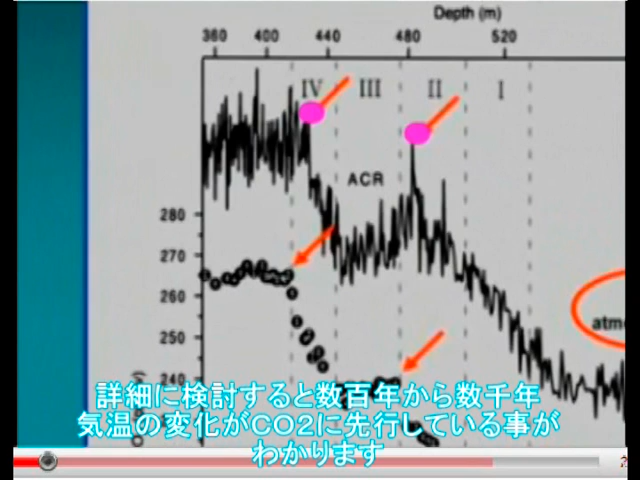 Depth (m)
360 400 440 480 520
IV III II I
ACR
280
270
260
250
240
atm
詳細に検討すると数百年から数千年
気温の変化がCO2に先行している事が
わかります